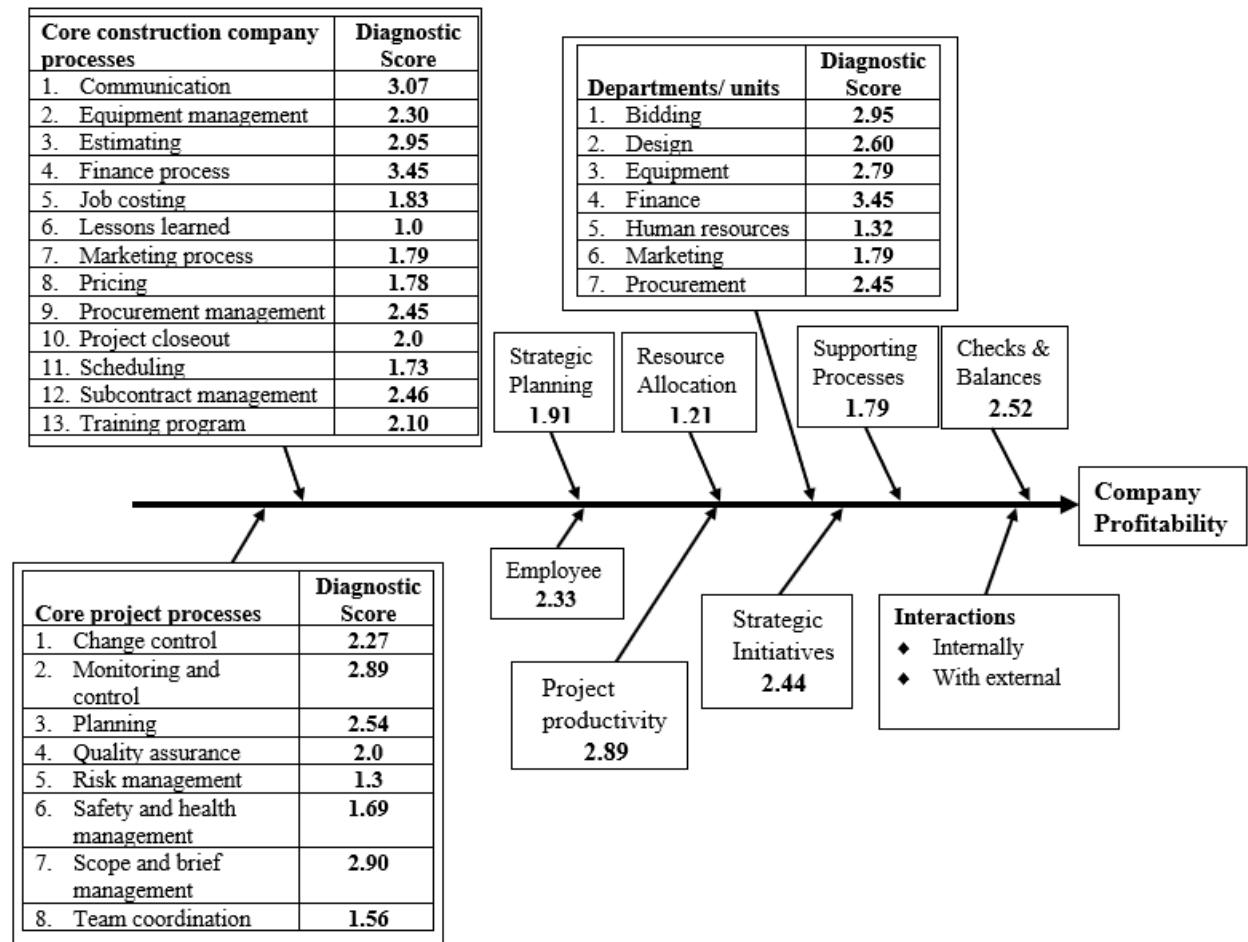 Core construction company processes Diagnostic Score
1. Communication 3.07
2. Equipment management 2.30
3. Estimating 2.95
4. Finance process 3.45
5. Job costing 1.83
6. Lessons learned 1.0
7. Marketing process 1.79
8. Pricing 1.78
9. Procurement management 2.45
10. Project closeout 2.0
11. Scheduling 1.73
12. Subcontract management 2.46
13. Training program 2.10
Departments/ units Diagnostic Score
1. Bidding 2.95
2. Design 2.60
3. Equipment 2.79
4. Finance 3.45
5. Human resources 1.32
6. Marketing 1.79
7. Procurement 2.45
Strategic
Planning
1.91
Resource
Allocation
1.21
Supporting
Processes
1.79
Checks &
Balances
2.52
Company
Profitability
Core project processes Diagnostic Score
1. Change control 2.27
2. Monitoring and control 2.89
3. Planning 2.54
4. Quality assurance 2.0
5. Risk management 1.3
6. Safety and health management 1.69
7. Scope and brief management 2.90
8. Team coordination 1.56
Employee
2.33
Project
productivity
2.89
Strategic
Initiatives
2.44
Interactions
◆ Internally
◆ With external